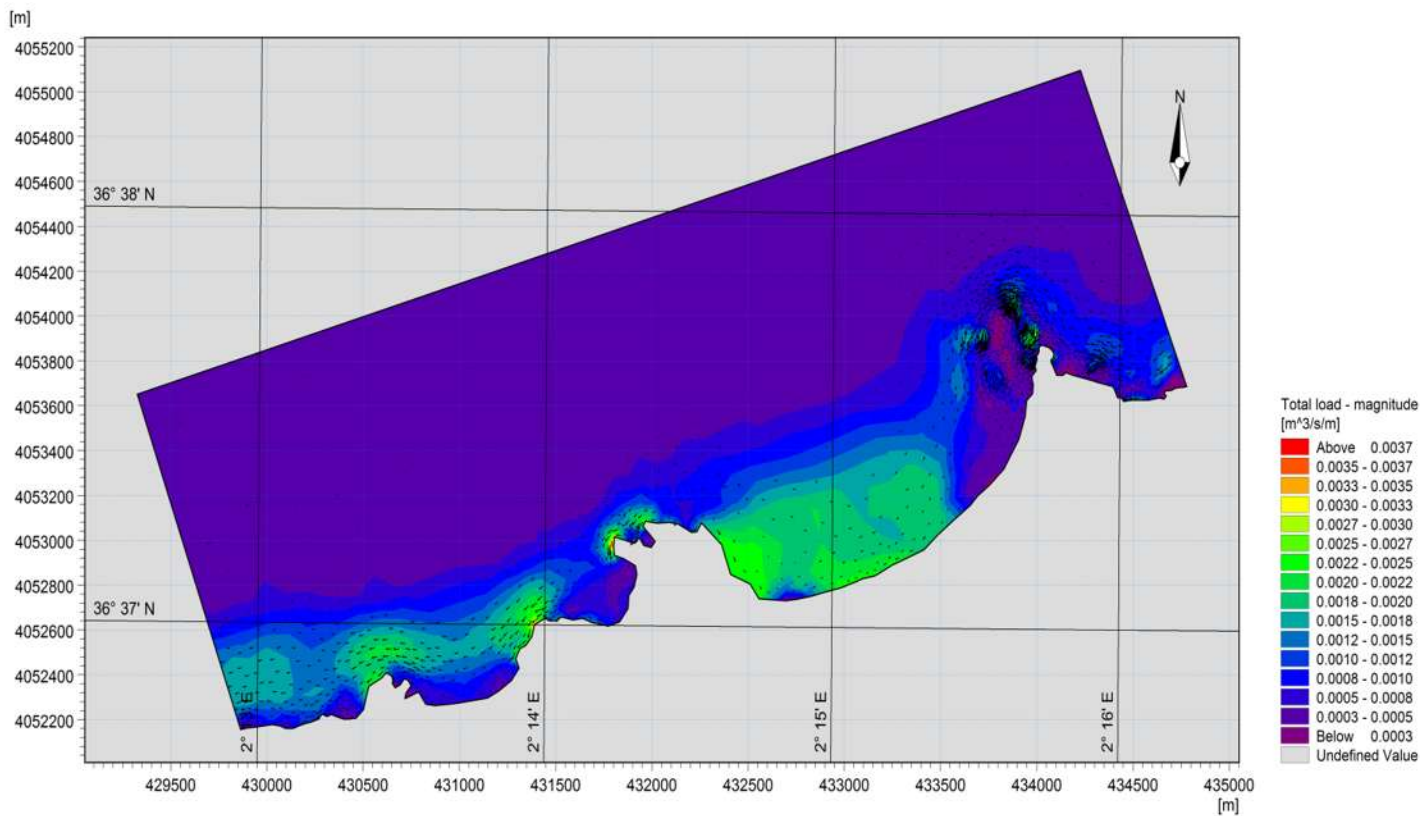 [m]
4055200
4055000
4054800
4054600
4054400
4054200
4054000
4053800
4053600
4053400
4053200
4053000
4052800
4052600
4052400
4052200
36° 38' N
36° 37' N
N
2° 3' E
2° 14' E
2° 15' E
2° 16' E
429500 430000 430500 431000 431500 432000 432500 433000 433500 434000 434500 435000
[m]
Total load - magnitude
[m^3/s/m]
Above 0.0037
0.0035 - 0.0037
0.0033 - 0.0035
0.0030 - 0.0033
0.0027 - 0.0030
0.0025 - 0.0027
0.0022 - 0.0025
0.0020 - 0.0022
0.0018 - 0.0020
0.0015 - 0.0018
0.0012 - 0.0015
0.0010 - 0.0012
0.0008 - 0.0010
0.0005 - 0.0008
0.0003 - 0.0005
Below 0.0003
Undefined Value